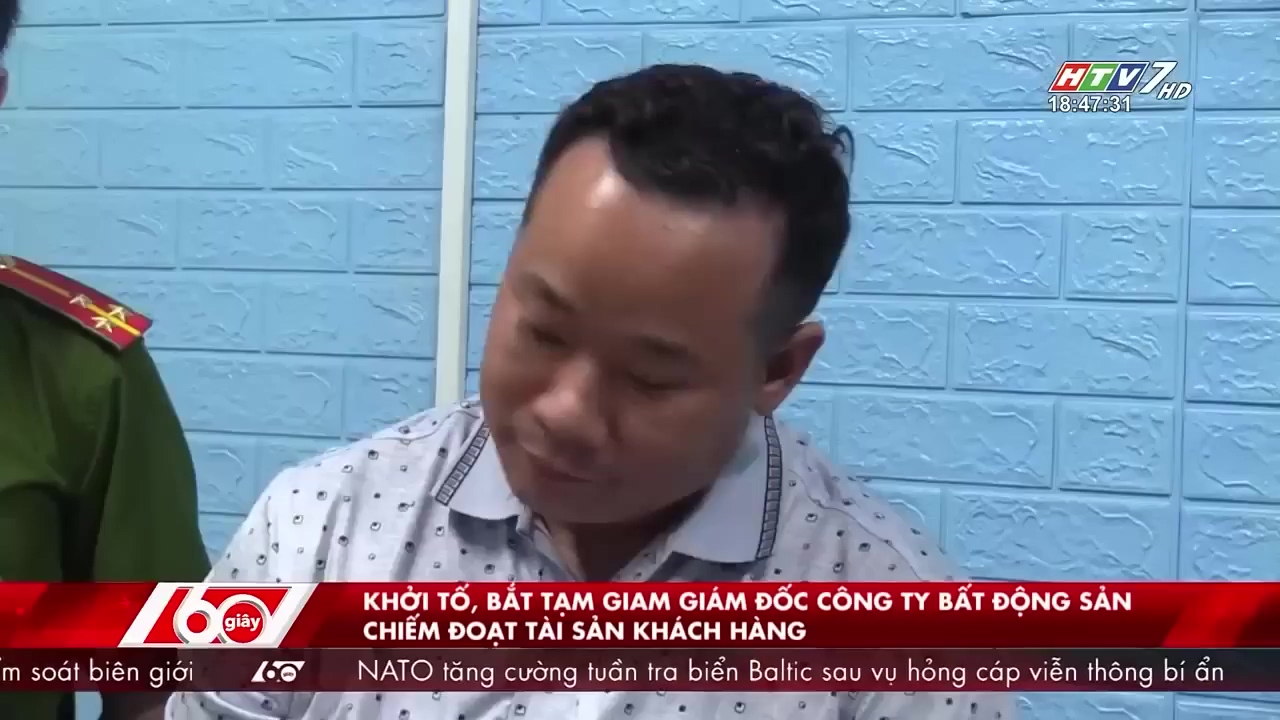 HTV7 HD
18:47:31
60 giây
KHỞI TỐ, BẮT TẠM GIAM GIÁM ĐỐC CÔNG TY BẤT ĐỘNG SẢN
CHIẾM ĐOẠT TÀI SẢN KHÁCH HÀNG
soát biên giới 60 giây NATO tăng cường tuần tra biển Baltic sau vụ hỏng cáp viễn thông bí ẩn